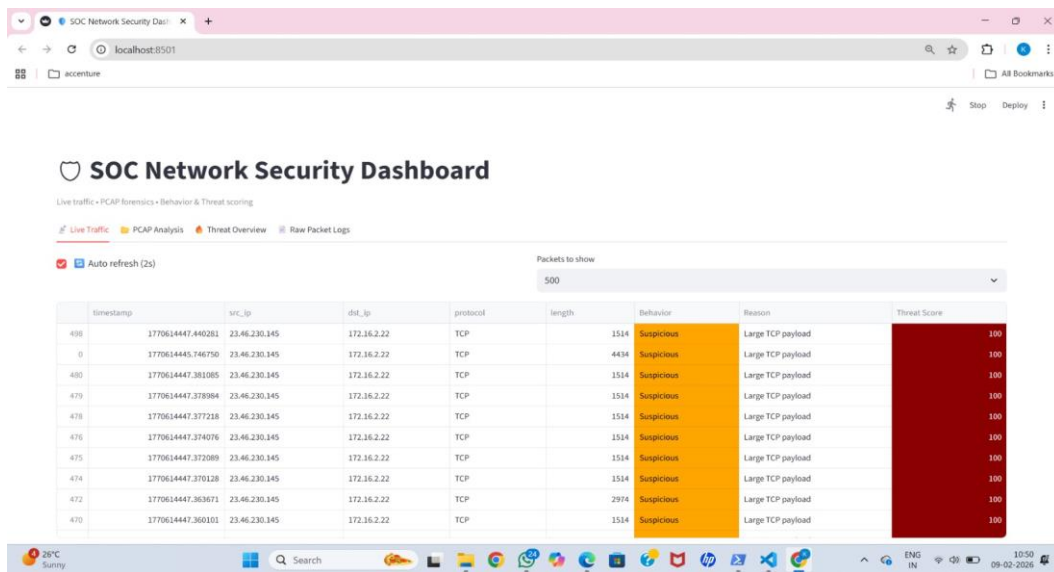 SOC Network Security Dash
localhost:8501
K
accenture
All Bookmarks
Stop Deploy
SOC Network Security Dashboard
Live traffic • PCAP forensics • Behavior & Threat scoring
Live Traffic PCAP Analysis Threat Overview Raw Packet Logs
Auto refresh (2s)
Packets to show
500
timestamp src_ip dst_ip protocol length Behavior Reason Threat Score
498 1770614447.440281 23.46.230.145 172.16.2.22 TCP 1514 Suspicious Large TCP payload 100
0 1770614445.746750 23.46.230.145 172.16.2.22 TCP 4434 Suspicious Large TCP payload 100
480 1770614447.381085 23.46.230.145 172.16.2.22 TCP 1514 Suspicious Large TCP payload 100
479 1770614447.378984 23.46.230.145 172.16.2.22 TCP 1514 Suspicious Large TCP payload 100
478 1770614447.377218 23.46.230.145 172.16.2.22 TCP 1514 Suspicious Large TCP payload 100
476 1770614447.374076 23.46.230.145 172.16.2.22 TCP 1514 Suspicious Large TCP payload 100
475 1770614447.372089 23.46.230.145 172.16.2.22 TCP 1514 Suspicious Large TCP payload 100
474 1770614447.370128 23.46.230.145 172.16.2.22 TCP 1514 Suspicious Large TCP payload 100
472 1770614447.363671 23.46.230.145 172.16.2.22 TCP 2974 Suspicious Large TCP payload 100
470 1770614447.360101 23.46.230.145 172.16.2.22 TCP 1514 Suspicious Large TCP payload 100
4 26°C Search ENG 10:50
Sunny IN 09-02-2026